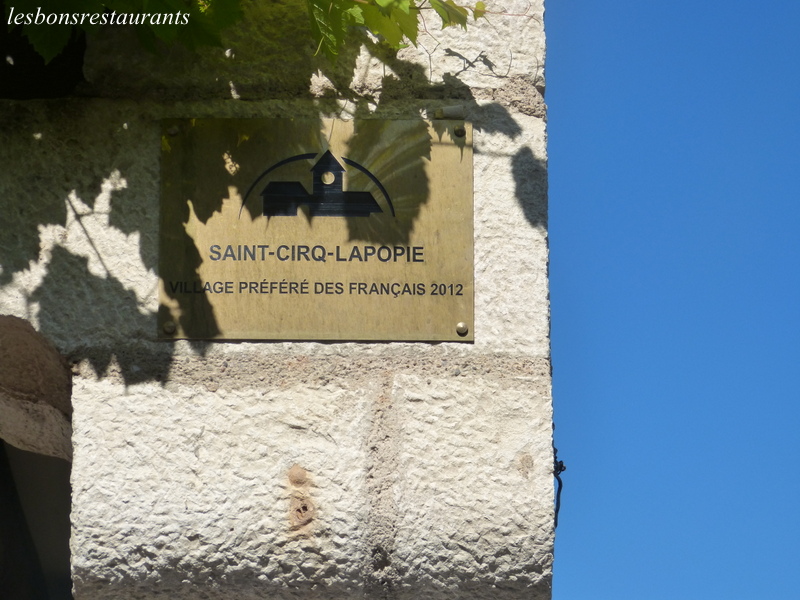 lesbonsrestaurants
SAINT-CIRQ-LAPOPIE
VILLAGE PRÉFÉRÉ DES FRANÇAIS 2012